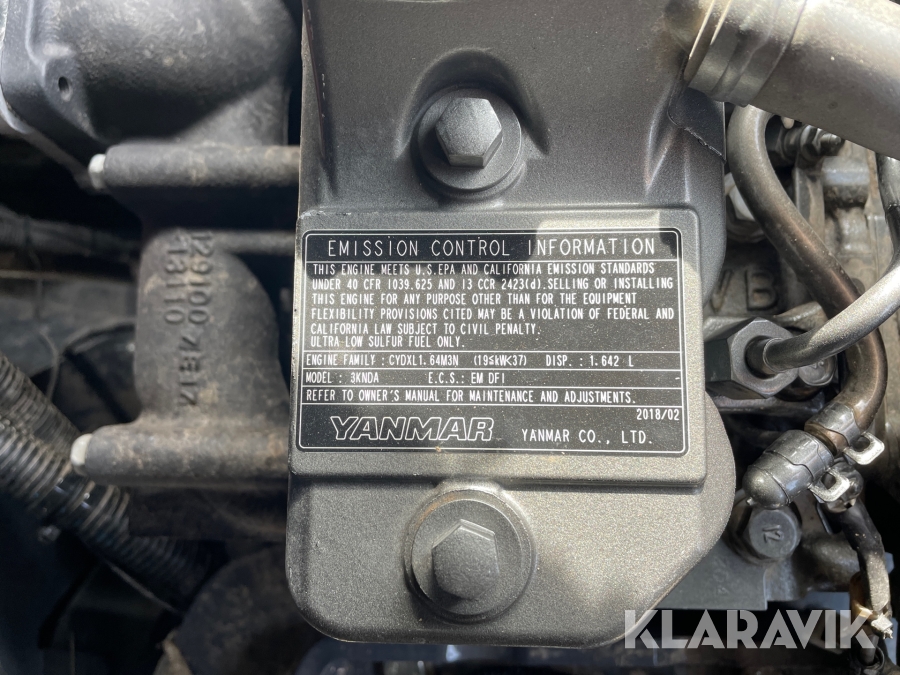 EMISSION CONTROL INFORMATION
THIS ENGINE MEETS U.S.EPA AND CALIFORNIA EMISSION STANDARDS
UNDER 40 CFR 1039.625 AND 13 CCR 2423(d).SELLING OR INSTALLING
THIS ENGINE FOR ANY PURPOSE OTHER THAN FOR THE EQUIPMENT
FLEXIBILITY PROVISIONS CITED MAY BE A VIOLATION OF FEDERAL AND
CALIFORNIA LAW SUBJECT TO CIVIL PENALTY.
ULTRA LOW SULFUR FUEL ONLY.
ENGINE FAMILY : CYDXL1.64M3N (19≤kW<37) DISP. : 1.642 L
MODEL : 3KNDA E.C.S.: EM DFI
REFER TO OWNER'S MANUAL FOR MAINTENANCE AND ADJUSTMENTS.
2018/02
YANMAR YANMAR CO., LTD.
129100
13110
YB
YZ
KLARAVIK